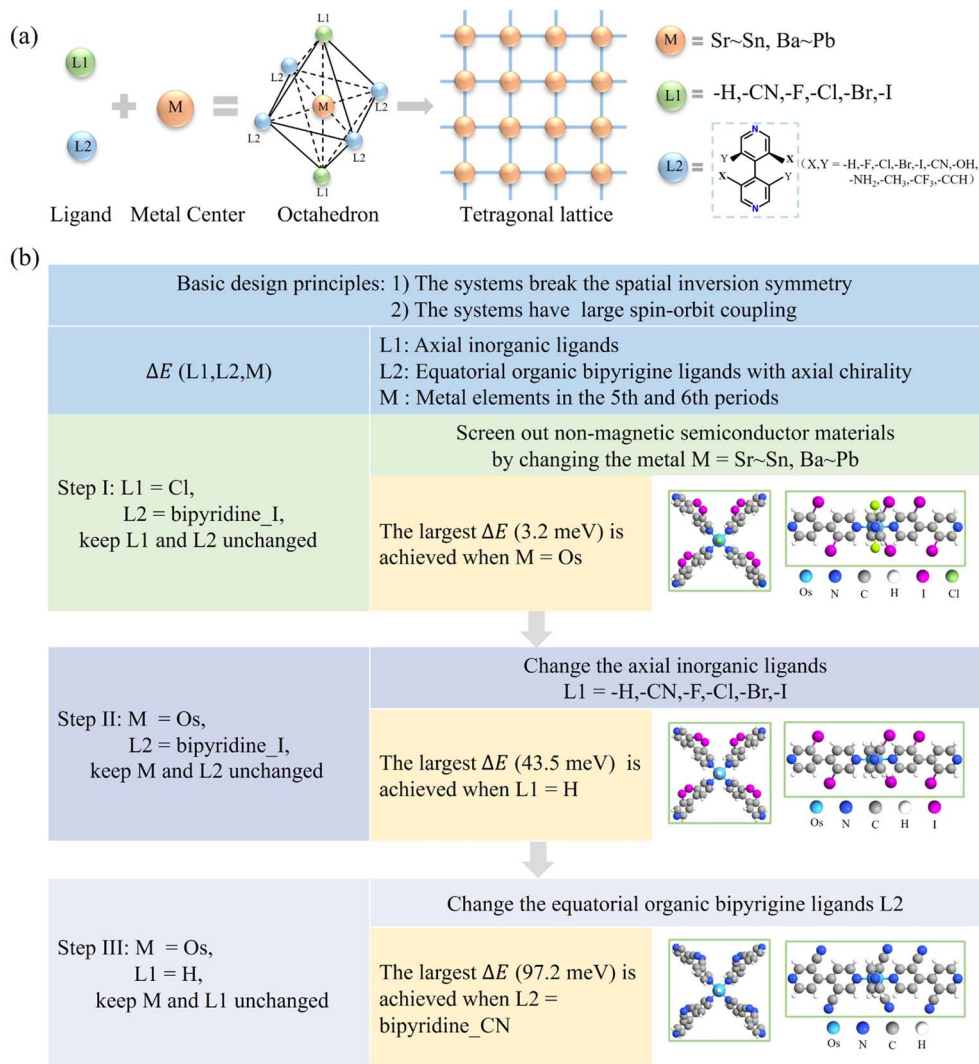 (a)
L1
L2
+
M
=
L1
L2
L2
M
L2
L2
L1
Ligand
Metal Center
Octahedron
Tetragonal lattice
M = Sr~Sn, Ba~Pb
L1 = -H,-CN,-F,-Cl,-Br,-I
L2 =
N
Y
X
X
Y
N
(X,Y = -H,-F,-Cl,-Br,-I,-CN,-OH,
-NH₂,-CH₃,-CF₃,-CCH)
(b)
Basic design principles: 1) The systems break the spatial inversion symmetry
2) The systems have large spin-orbit coupling
ΔE (L1,L2,M)
L1: Axial inorganic ligands
L2: Equatorial organic bipyrigine ligands with axial chirality
M : Metal elements in the 5th and 6th periods
Step I: L1 = Cl,
L2 = bipyridine_I,
keep L1 and L2 unchanged
Screen out non-magnetic semiconductor materials
by changing the metal M = Sr~Sn, Ba~Pb
The largest ΔE (3.2 meV) is
achieved when M = Os
Os N C H I Cl
Step II: M = Os,
L2 = bipyridine_I,
keep M and L2 unchanged
Change the axial inorganic ligands
L1 = -H,-CN,-F,-Cl,-Br,-I
The largest ΔE (43.5 meV) is
achieved when L1 = H
Os N C H I
Step III: M = Os,
L1 = H,
keep M and L1 unchanged
Change the equatorial organic bipyrigine ligands L2
The largest ΔE (97.2 meV) is
achieved when L2 =
bipyridine_CN
Os N C H